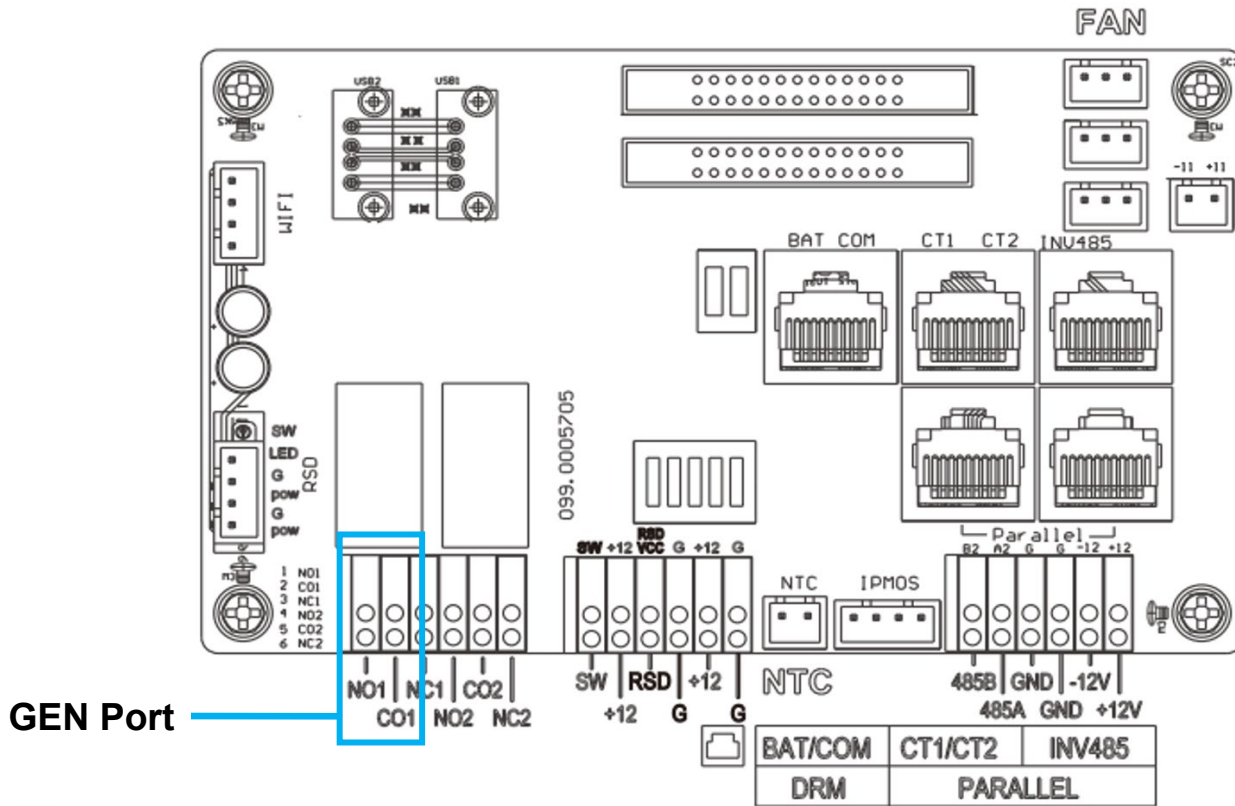 FAN
USB2 USB1
-11 +11
WIFI
BAT COM CT1 CT2 INV485
099.0005705
SW
LED
G
pow
G
pow
RSD
SW +12 RSD VCC G +12 G
Parallel
B2 A2 G G -12 +12
NTC IPMOS
1 NO1
2 CO1
3 NC1
4 NO2
5 CO2
6 NC2
NO1 NC1 CO2
CO1 NO2 NC2
SW RSD +12
+12 G G
NTC
485B GND -12V
485A GND +12V
GEN Port
BAT/COM CT1/CT2 INV485
DRM PARALLEL